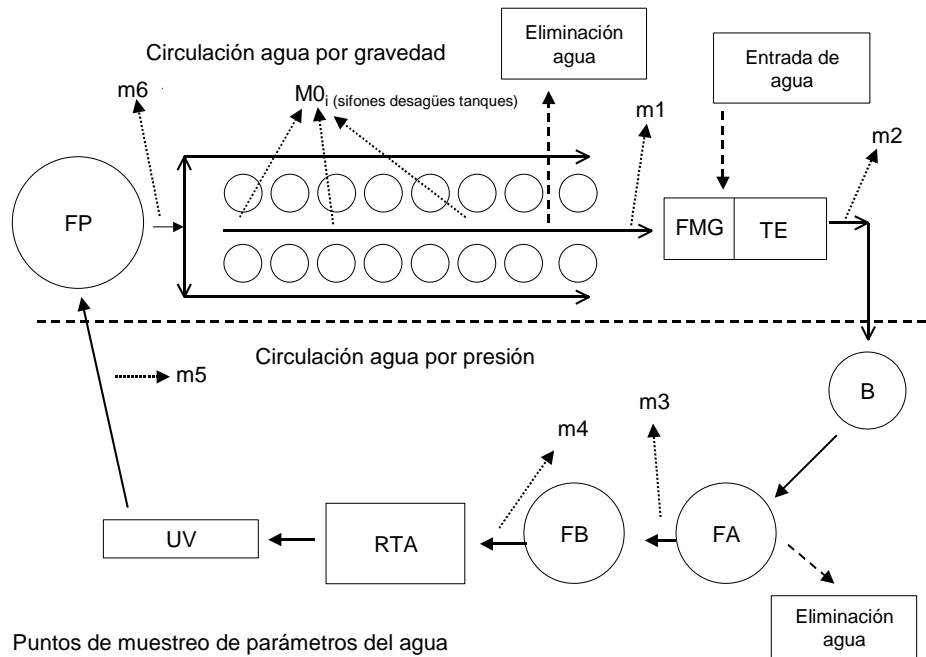 Circulación agua por gravedad
Eliminación
agua
Entrada de
agua
m6
M0i (sifones desagües tanques)
m1
m2
FP
FMG
TE
Circulación agua por presión
m5
B
m3
m4
UV
RTA
FB
FA
Eliminación
agua
Puntos de muestreo de parámetros del agua